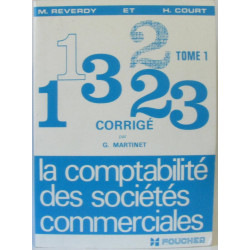 M. REVERDY ET H. COURT
TOME 1
1 1 3 2 2 3
CORRIGÉ
par
G. MARTINET
la comptabilité
des sociétés
commerciales
FOUCHER